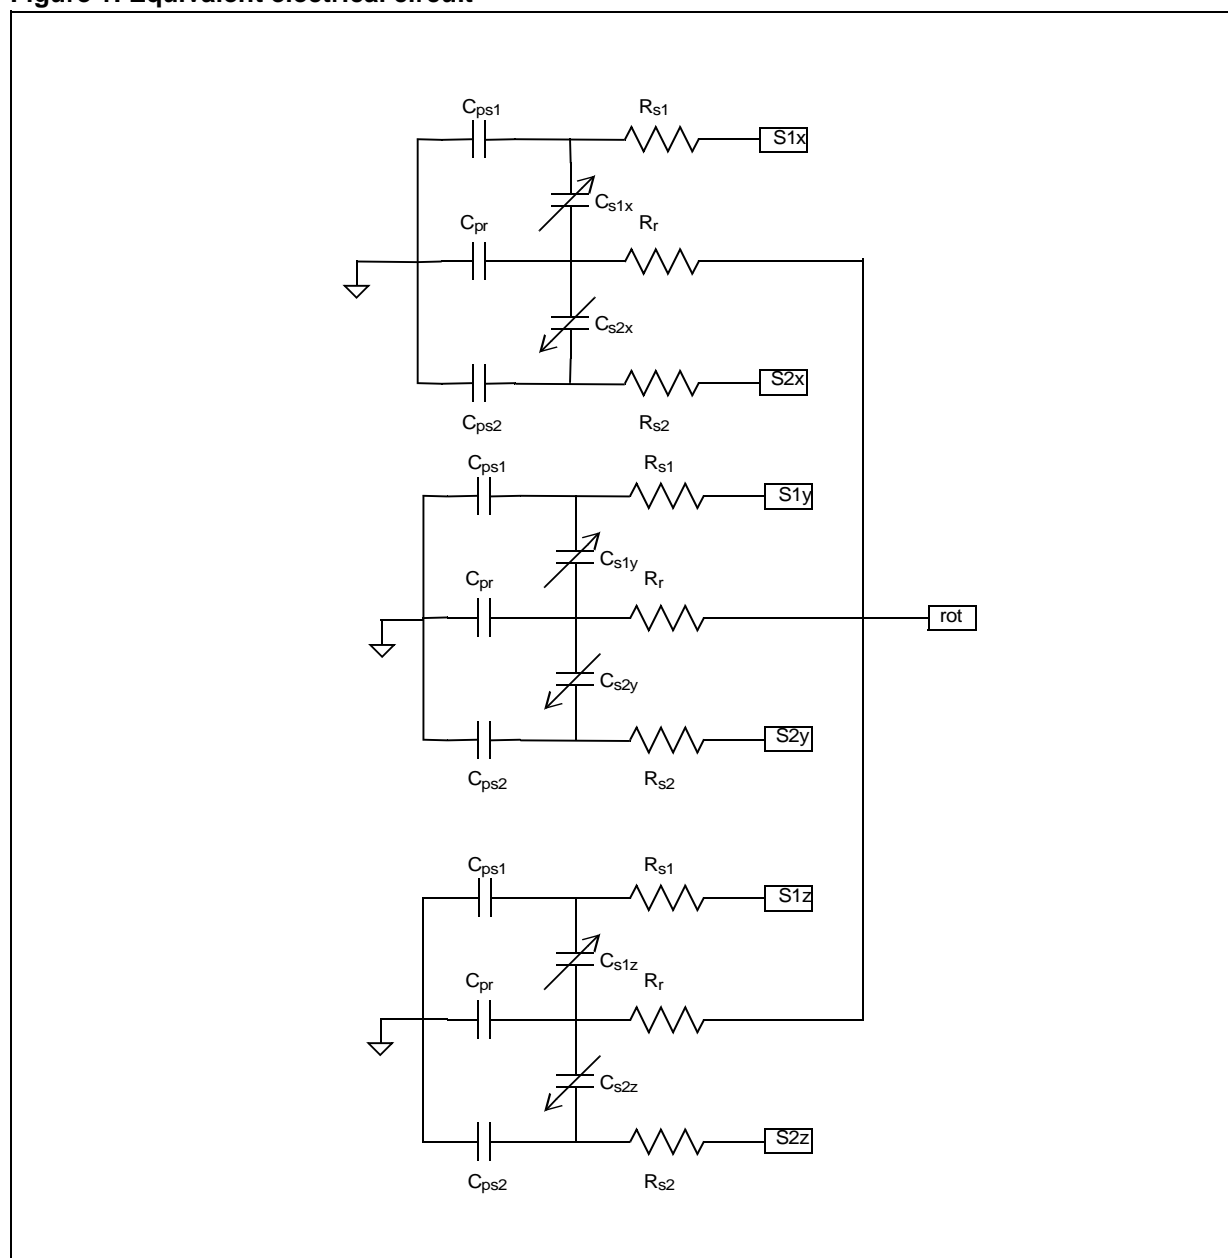 Figure 1. Equivalent electrical circuit
Cps1 Rs1
S1x
Cs1x
Cpr Rr
Cs2x
S2x
Cps2 Rs2
Cps1 Rs1
S1y
Cs1y
Cpr Rr
rot
Cs2y
S2y
Cps2 Rs2
Cps1 Rs1
S1z
Cs1z
Cpr Rr
Cs2z
S2z
Cps2 Rs2